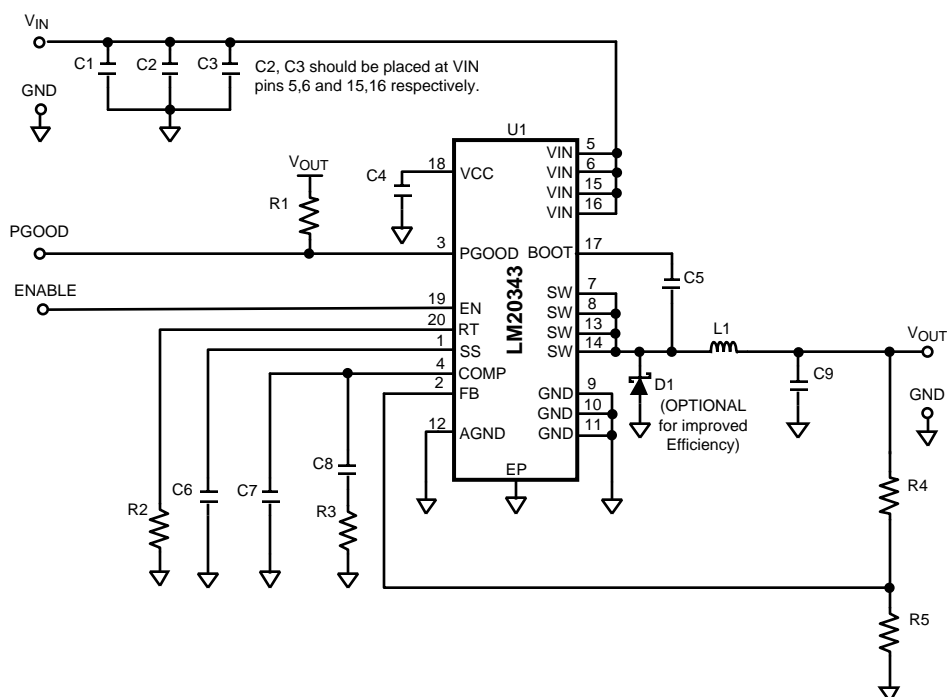 VIN
C1
C2
C3
C2, C3 should be placed at VIN
pins 5,6 and 15,16 respectively.
GND
U1
VOUT
R1
C4
18
VCC
VIN
5
VIN
6
VIN
15
VIN
16
PGOOD
3
PGOOD
BOOT
17
C5
ENABLE
19
EN
20
RT
1
SS
4
COMP
2
FB
12
AGND
LM20343
SW
7
SW
8
SW
13
SW
14
L1
VOUT
D1
(OPTIONAL
for improved
Efficiency)
C9
GND
GND
9
GND
10
GND
11
EP
R2
C6
C7
C8
R3
R4
R5